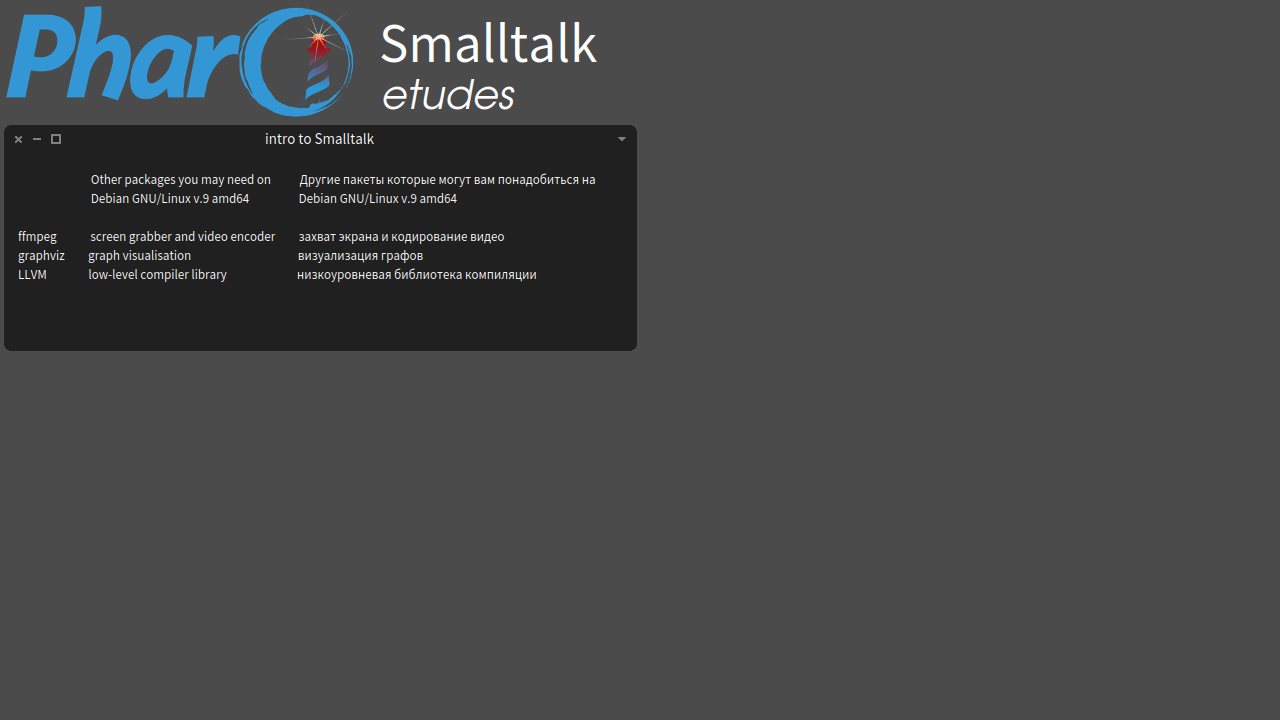 Pharo
Smalltalk
etudes
intro to Smalltalk
Other packages you may need on Другие пакеты которые могут вам понадобиться на
Debian GNU/Linux v.9 amd64 Debian GNU/Linux v.9 amd64
ffmpeg screen grabber and video encoder захват экрана и кодирование видео
graphviz graph visualisation визуализация графов
LLVM low-level compiler library низкоуровневая библиотека компиляции